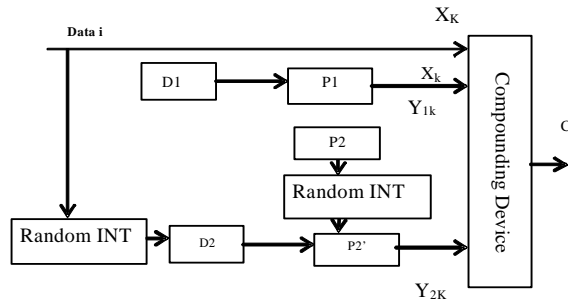 X_K
Data i
D1
P1
X_k
Y_1k
P2
Random INT
Random INT
D2
P2'
Y_2K
Compounding Device